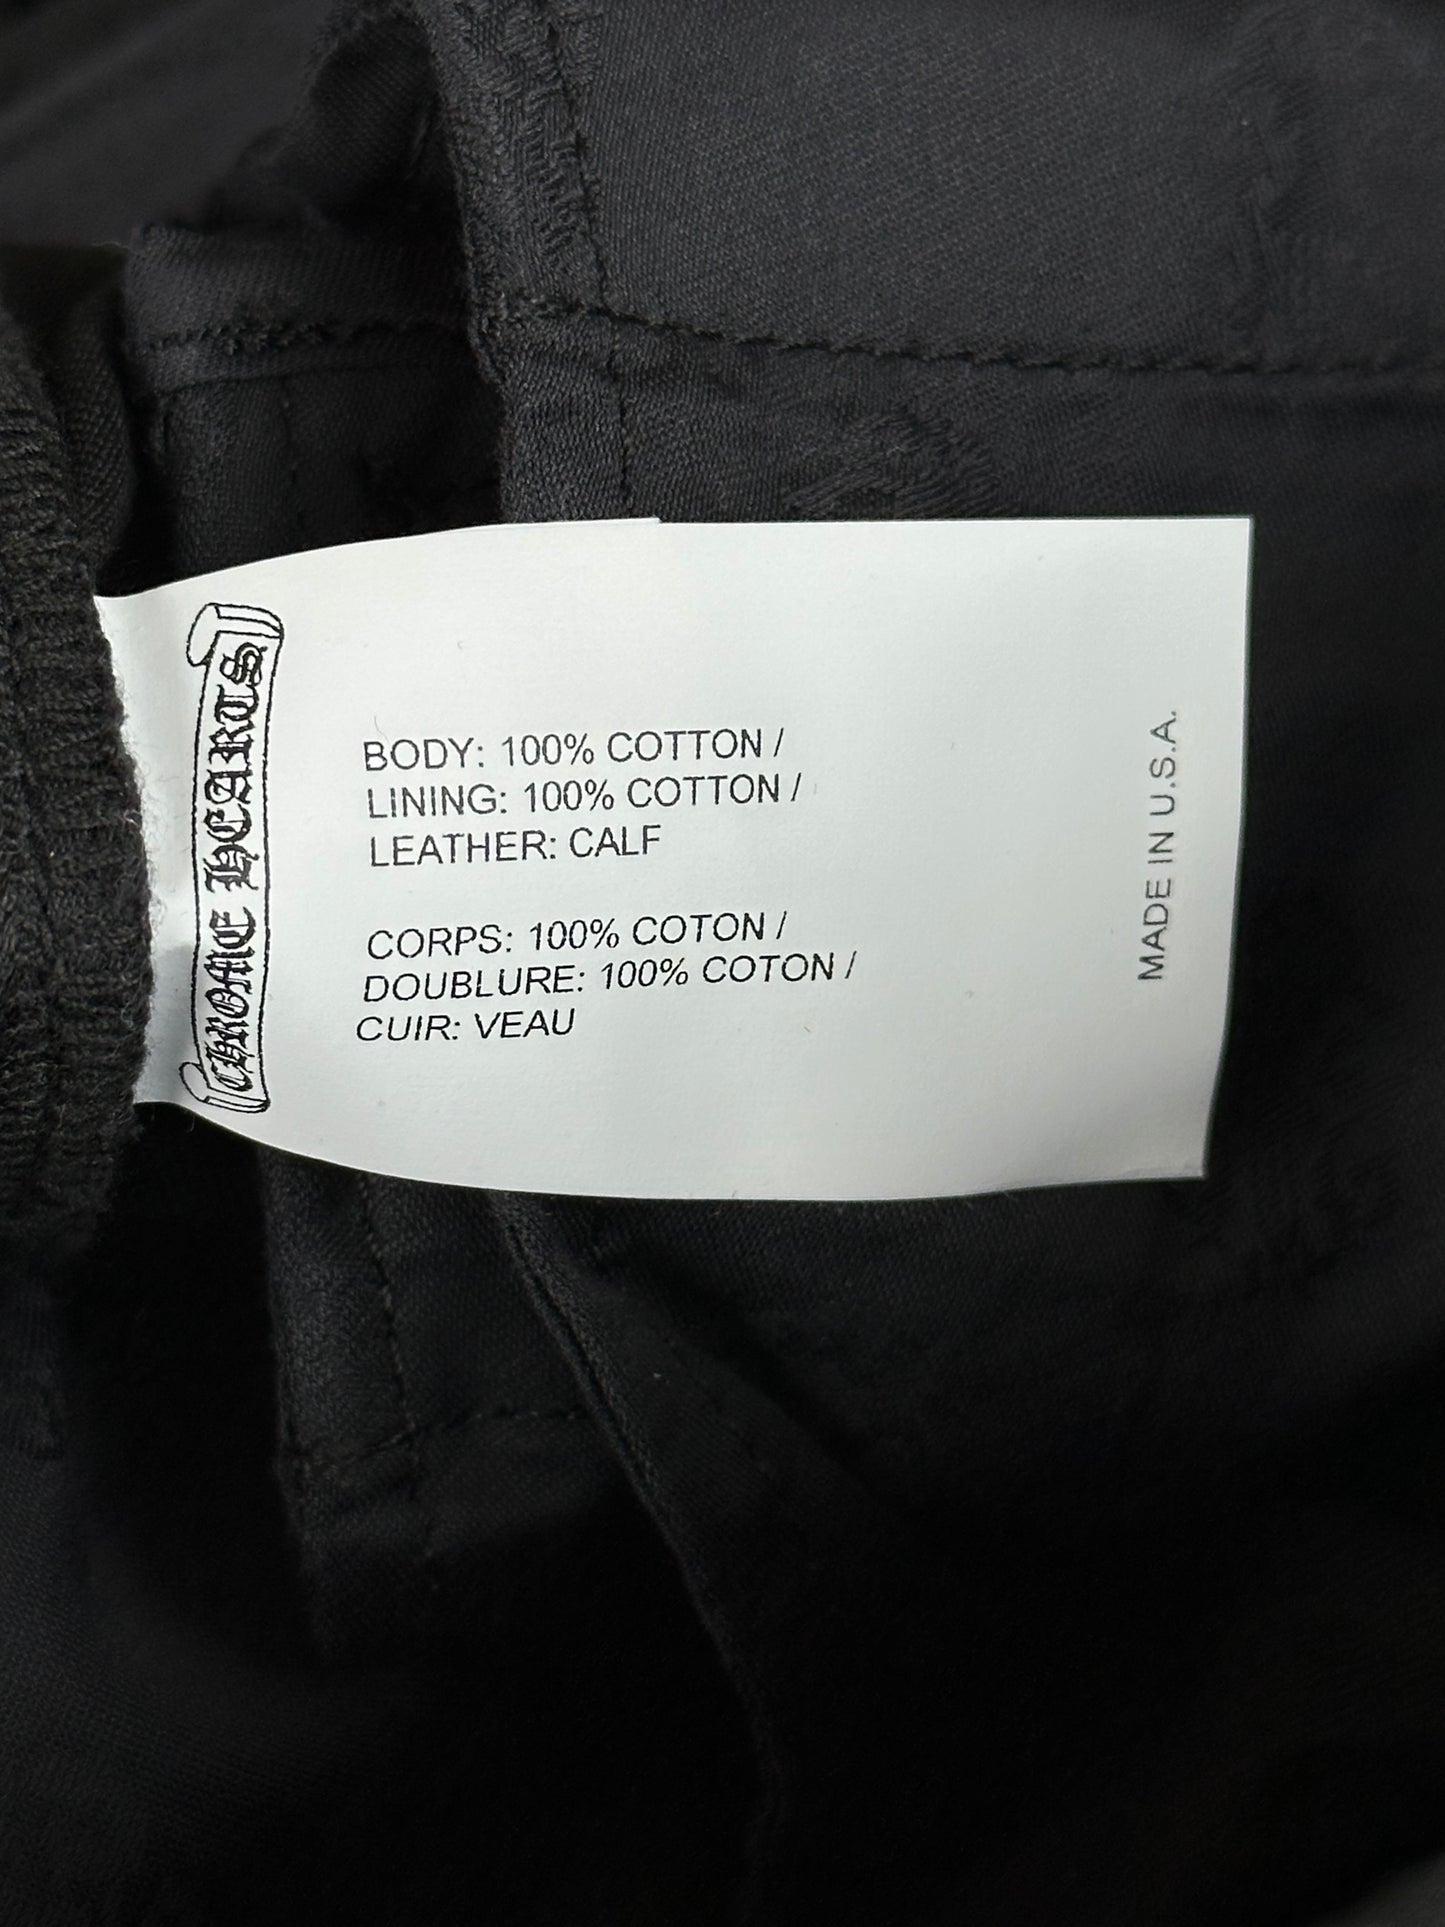 CHROME HEARTS
BODY: 100% COTTON /
LINING: 100% COTTON /
LEATHER: CALF
CORPS: 100% COTON /
DOUBLURE: 100% COTON /
CUIR: VEAU
MADE IN U.S.A.